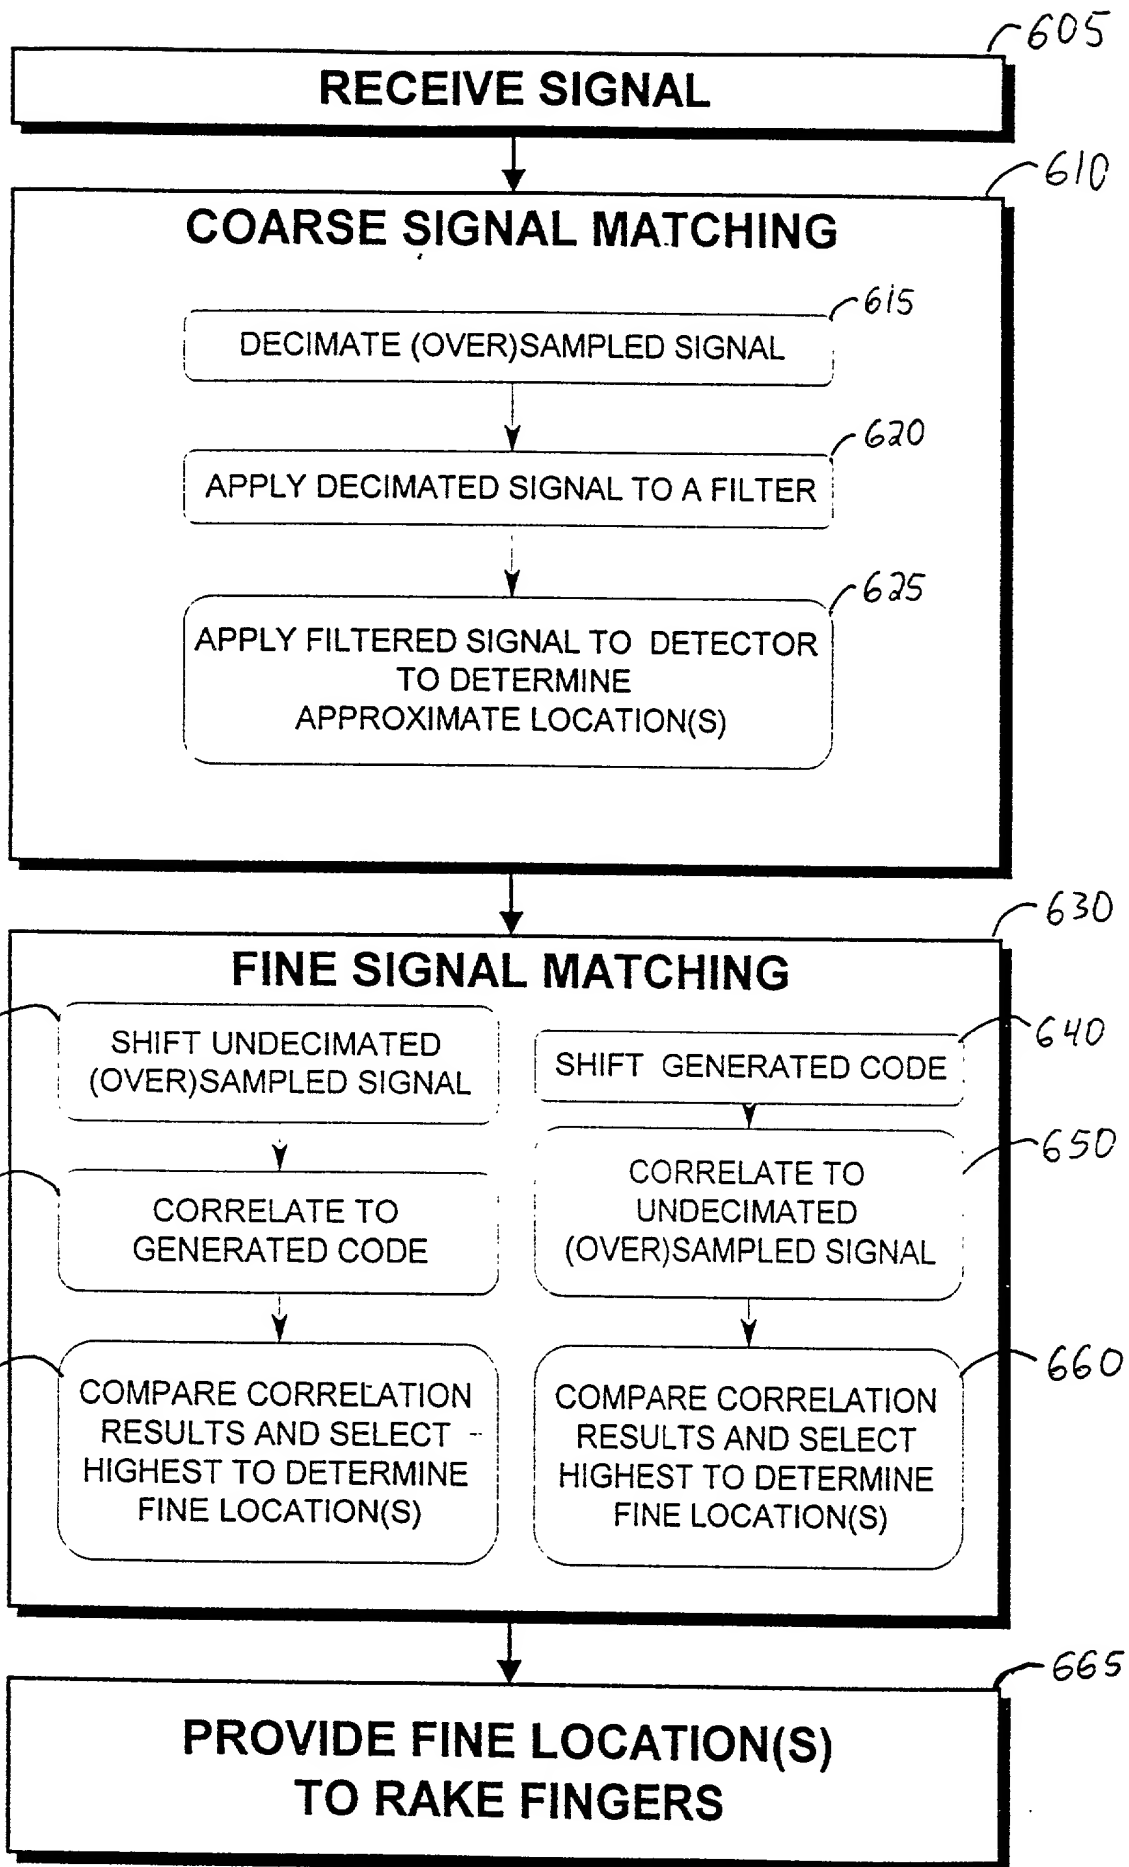 605
RECEIVE SIGNAL
610
COARSE SIGNAL MATCHING
615
DECIMATE (OVER)SAMPLED SIGNAL
620
APPLY DECIMATED SIGNAL TO A FILTER
625
APPLY FILTERED SIGNAL TO DETECTOR
TO DETERMINE
APPROXIMATE LOCATION(S)
630
FINE SIGNAL MATCHING
SHIFT UNDECIMATED
(OVER)SAMPLED SIGNAL
CORRELATE TO
GENERATED CODE
COMPARE CORRELATION
RESULTS AND SELECT
HIGHEST TO DETERMINE
FINE LOCATION(S)
640
SHIFT GENERATED CODE
650
CORRELATE TO
UNDECIMATED
(OVER)SAMPLED SIGNAL
660
COMPARE CORRELATION
RESULTS AND SELECT
HIGHEST TO DETERMINE
FINE LOCATION(S)
665
PROVIDE FINE LOCATION(S)
TO RAKE FINGERS